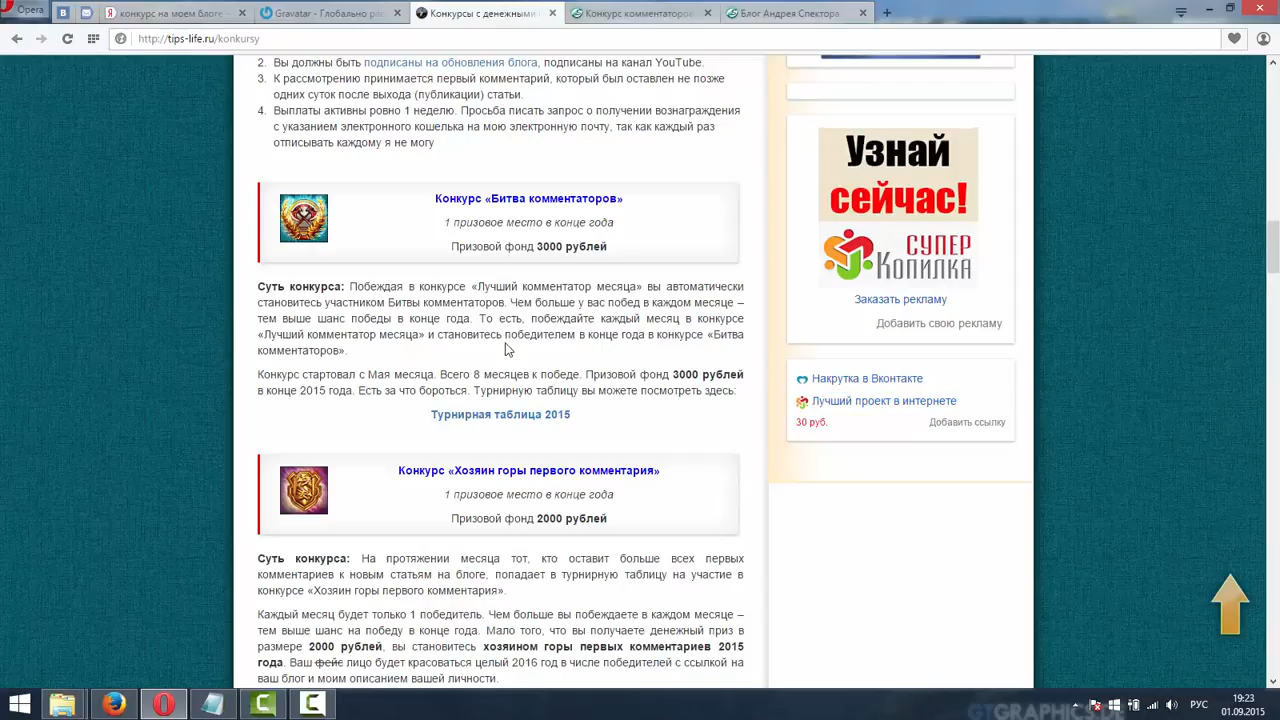 Opera
конкурс на моем блоге -
Gravatar - Глобально ра
Конкурсы с денежными
Конкурс комментаторов
Блог Андрея Спектора
http://tips-life.ru/konkursy
2. Вы должны быть подписаны на обновления блога, подписаны на канал YouTube.
3. К рассмотрению принимается первый комментарий, который был оставлен не позже
одних суток после выхода (публикации) статьи.
4. Выплаты активны ровно 1 неделю. Просьба писать запрос о получении вознаграждения
с указанием электронного кошелька на мою электронную почту, так как каждый раз
отписывать каждому я не могу
Конкурс «Битва комментаторов»
1 призовое место в конце года
Призовой фонд 3000 рублей
Суть конкурса: Побеждая в конкурсе «Лучший комментатор месяца» вы автоматически
становитесь участником Битвы комментаторов. Чем больше у вас побед в каждом месяце –
тем выше шанс победы в конце года. То есть, побеждайте каждый месяц в конкурсе
«Лучший комментатор месяца» и становитесь победителем в конце года в конкурсе «Битва
комментаторов».
Конкурс стартовал с Мая месяца. Всего 8 месяцев к победе. Призовой фонд 3000 рублей
в конце 2015 года. Есть за что бороться. Турнирную таблицу вы можете посмотреть здесь:
Турнирная таблица 2015
Конкурс «Хозяин горы первого комментария»
1 призовое место в конце года
Призовой фонд 2000 рублей
Суть конкурса: На протяжении месяца тот, кто оставит больше всех первых
комментариев к новым статьям на блоге, попадает в турнирную таблицу на участие в
конкурсе «Хозяин горы первого комментария».
Каждый месяц будет только 1 победитель. Чем больше вы побеждаете в каждом месяце –
тем выше шанс на победу в конце года. Мало того, что вы получаете денежный приз в
размере 2000 рублей, вы становитесь хозяином горы первых комментариев 2015
года. Ваш фейс лицо будет красоваться целый 2016 год в числе победителей с ссылкой на
ваш блог и моим описанием вашей личности.
Узнай
сейчас!
СУПЕР
Копилка
Заказать рекламу
Добавить свою рекламу
Накрутка в Вконтакте
Лучший проект в интернете
30 руб.
Добавить ссылку
РУС
19:23
01.09.2015